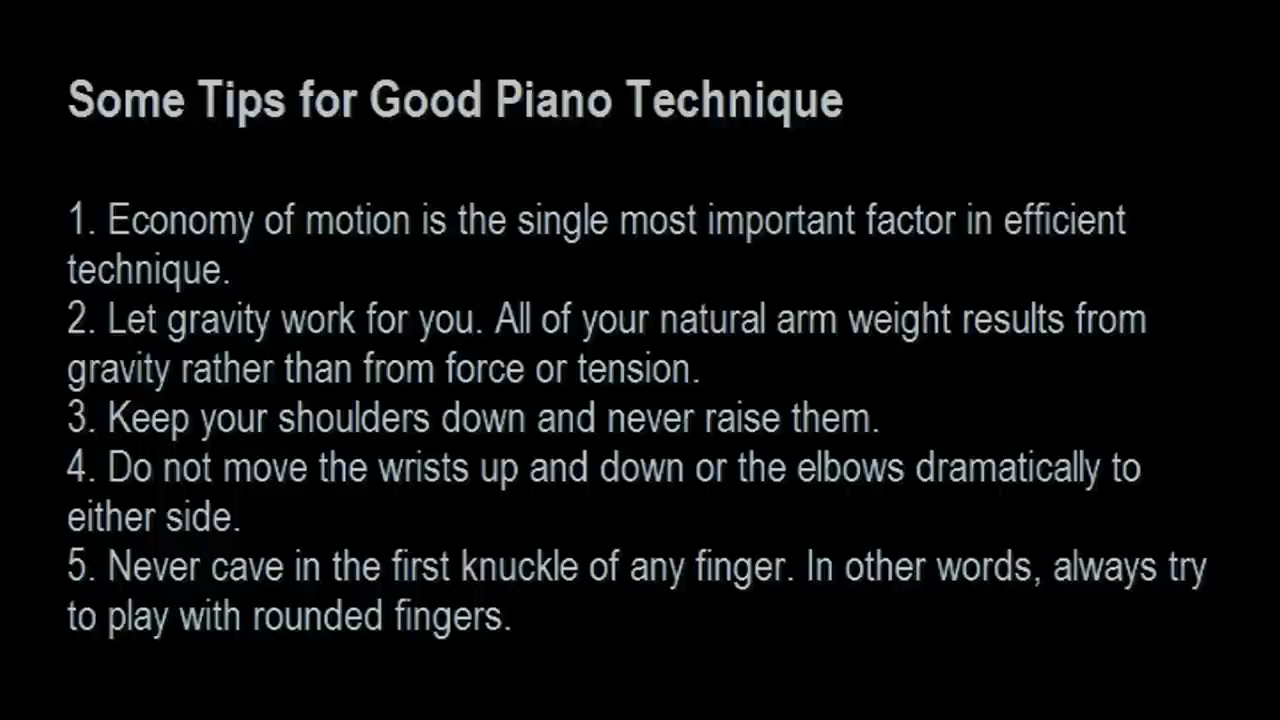 Some Tips for Good Piano Technique
1. Economy of motion is the single most important factor in efficient
technique.
2. Let gravity work for you. All of your natural arm weight results from
gravity rather than from force or tension.
3. Keep your shoulders down and never raise them.
4. Do not move the wrists up and down or the elbows dramatically to
either side.
5. Never cave in the first knuckle of any finger. In other words, always try
to play with rounded fingers.